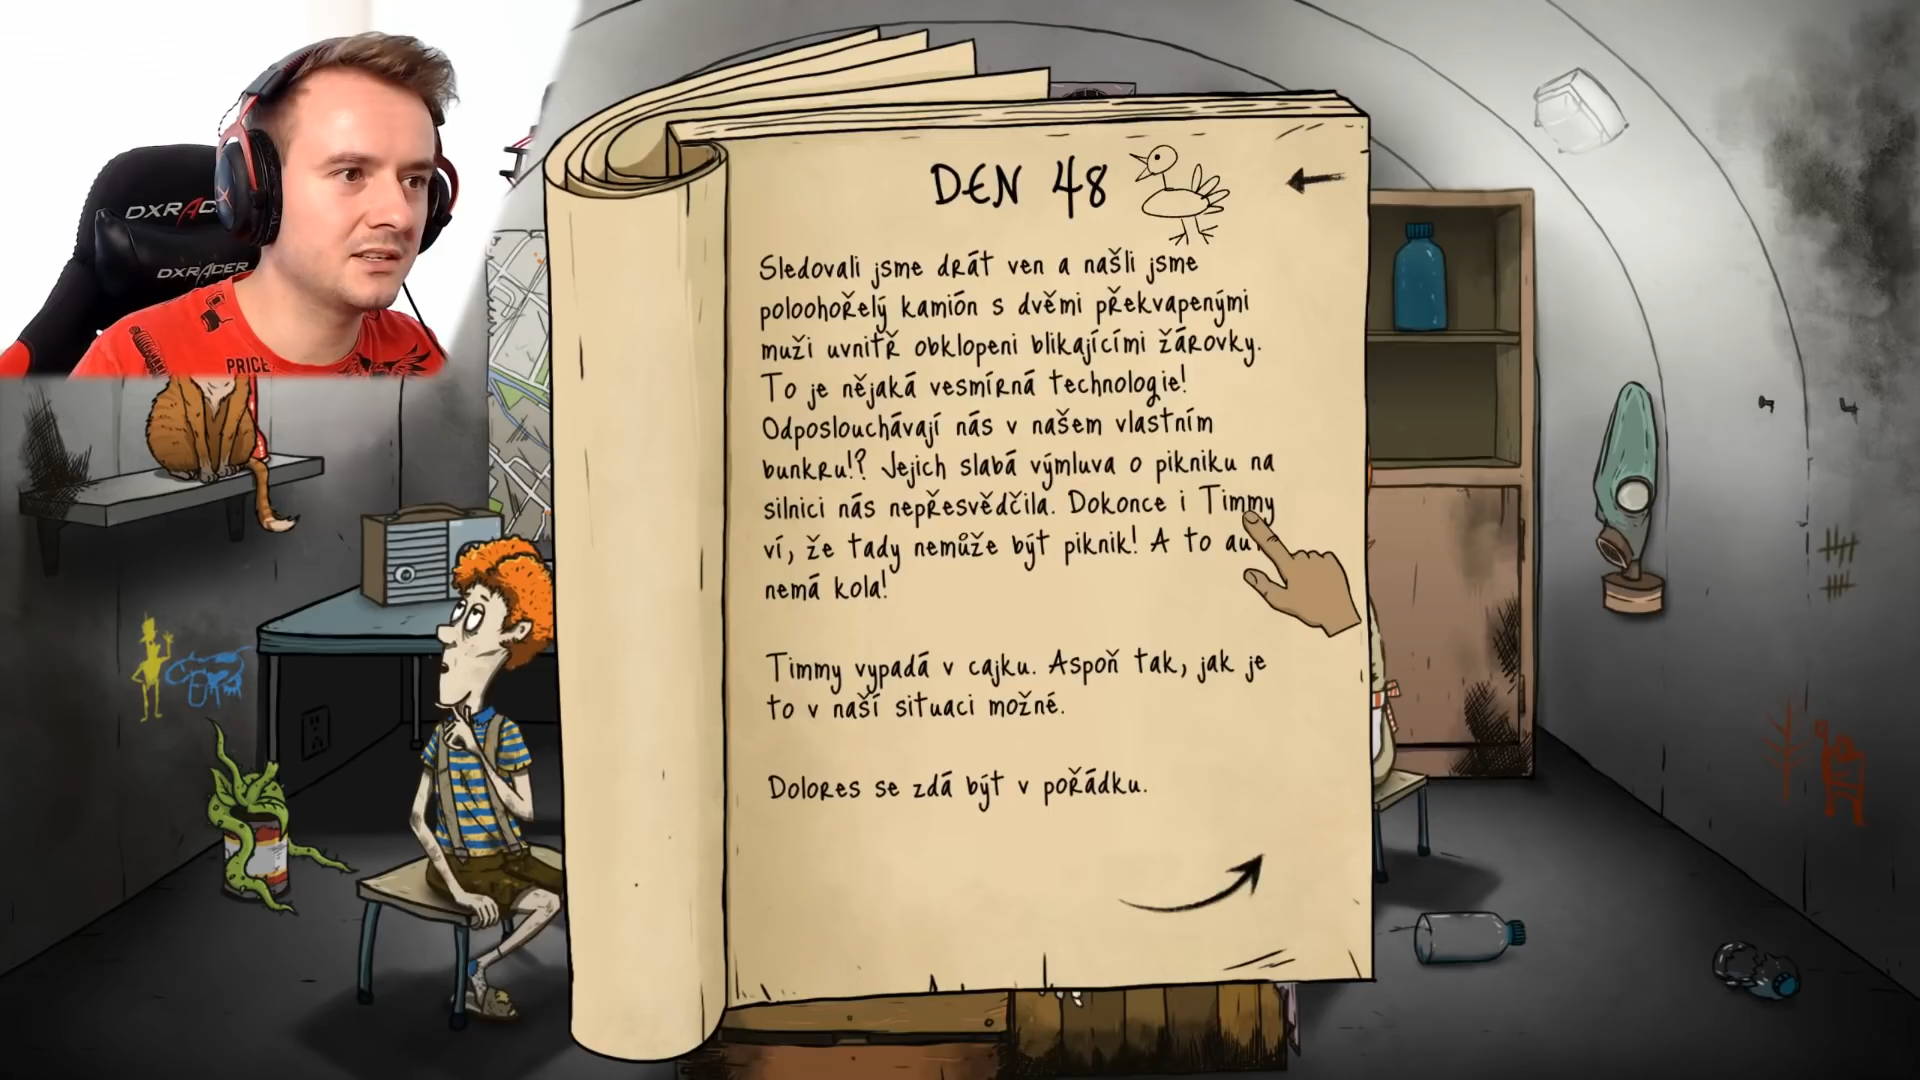 DXRACER
DXRACER
PRICE
DEN 48
Sledovali jsme drát ven a našli jsme
poloohořelý kamión s dvěmi překvapenými
muži uvnitř obklopeni blikajícími žárovky.
To je nějaká vesmírná technologie!
Odposlouchávají nás v našem vlastním
bunkru!? Jejich slabá výmluva o pikniku na
silnici nás nepřesvědčila. Dokonce i Timmy
ví, že tady nemůže být piknik! A to
nemá kola!
Timmy vypadá v cajku. Aspoň tak, jak je
to v naší situaci možné.
Dolores se zdá být v pořádku.